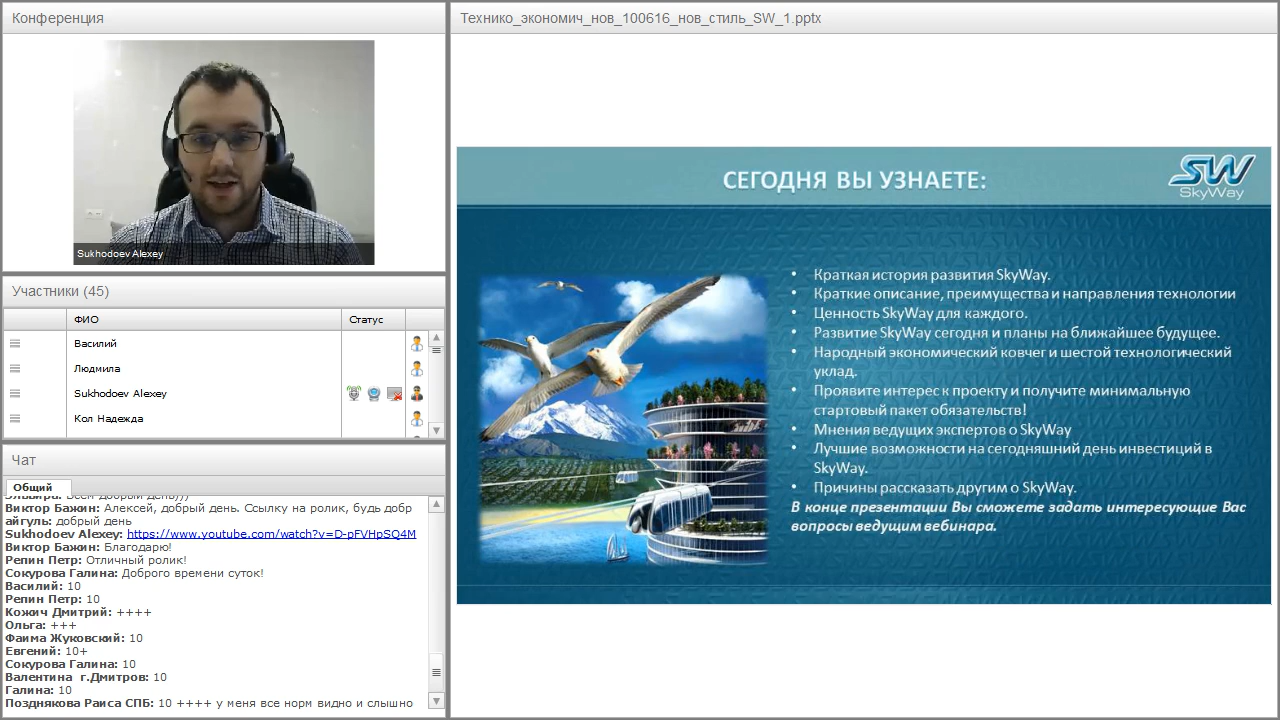 Конференция
Sukhodoev Alexey
Участники (45)
ФИО
Статус
Василий
Людмила
Sukhodoev Alexey
Кол Надежда
Чат
Общий
Эльвира: Всем добрый день)))
Виктор Бажин: Алексей, добрый день. Ссылку на ролик, будь добр
айгуль: добрый день
Sukhodoev Alexey: https://www.youtube.com/watch?v=D-pFVHpSQ4M
Виктор Бажин: Благодарю!
Репин Петр: Отличный ролик!
Сокурова Галина: Доброго времени суток!
Василий: 10
Репин Петр: 10
Кожич Дмитрий: ++++
Ольга: +++
Фаима Жуковский: 10
Евгений: 10+
Сокурова Галина: 10
Валентина г.Дмитров: 10
Галина: 10
Позднякова Раиса СПБ: 10 ++++ у меня все норм видно и слышно
Технико_экономич_нов_100616_нов_стиль_SW_1.pptx
СЕГОДНЯ ВЫ УЗНАЕТЕ:
SW
SkyWay
• Краткая история развития SkyWay.
• Краткие описание, преимущества и направления технологии
• Ценность SkyWay для каждого.
• Развитие SkyWay сегодня и планы на ближайшее будущее.
• Народный экономический ковчег и шестой технологический
уклад.
• Проявите интерес к проекту и получите минимальную
стартовый пакет обязательств!
• Мнения ведущих экспертов о SkyWay
• Лучшие возможности на сегодняшний день инвестиций в
SkyWay.
• Причины рассказать другим о SkyWay.
В конце презентации Вы сможете задать интересующие Вас
вопросы ведущим вебинара.